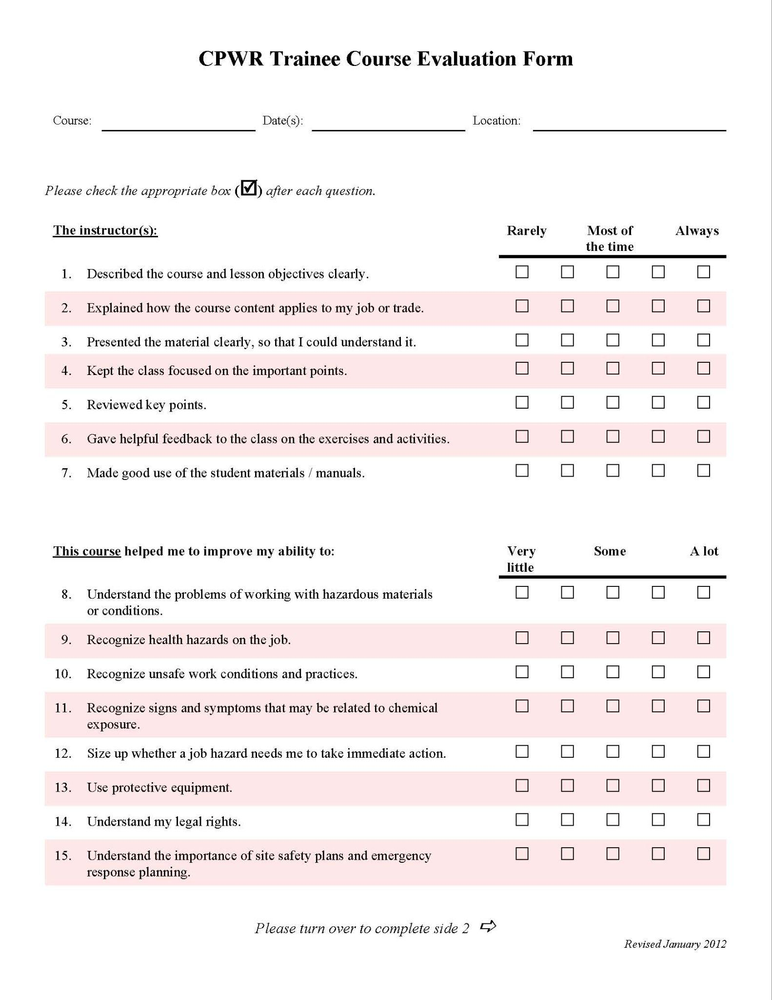 CPWR Trainee Course Evaluation Form
Course: Date(s): Location:
Please check the appropriate box (☑) after each question.
The instructor(s): Rarely Most of the time Always
1. Described the course and lesson objectives clearly. ☐ ☐ ☐ ☐ ☐
2. Explained how the course content applies to my job or trade. ☐ ☐ ☐ ☐ ☐
3. Presented the material clearly, so that I could understand it. ☐ ☐ ☐ ☐ ☐
4. Kept the class focused on the important points. ☐ ☐ ☐ ☐ ☐
5. Reviewed key points. ☐ ☐ ☐ ☐ ☐
6. Gave helpful feedback to the class on the exercises and activities. ☐ ☐ ☐ ☐ ☐
7. Made good use of the student materials / manuals. ☐ ☐ ☐ ☐ ☐
This course helped me to improve my ability to: Very little Some A lot
8. Understand the problems of working with hazardous materials ☐ ☐ ☐ ☐ ☐
or conditions.
9. Recognize health hazards on the job. ☐ ☐ ☐ ☐ ☐
10. Recognize unsafe work conditions and practices. ☐ ☐ ☐ ☐ ☐
11. Recognize signs and symptoms that may be related to chemical ☐ ☐ ☐ ☐ ☐
exposure.
12. Size up whether a job hazard needs me to take immediate action. ☐ ☐ ☐ ☐ ☐
13. Use protective equipment. ☐ ☐ ☐ ☐ ☐
14. Understand my legal rights. ☐ ☐ ☐ ☐ ☐
15. Understand the importance of site safety plans and emergency ☐ ☐ ☐ ☐ ☐
response planning.
Please turn over to complete side 2 ⇨
Revised January 2012